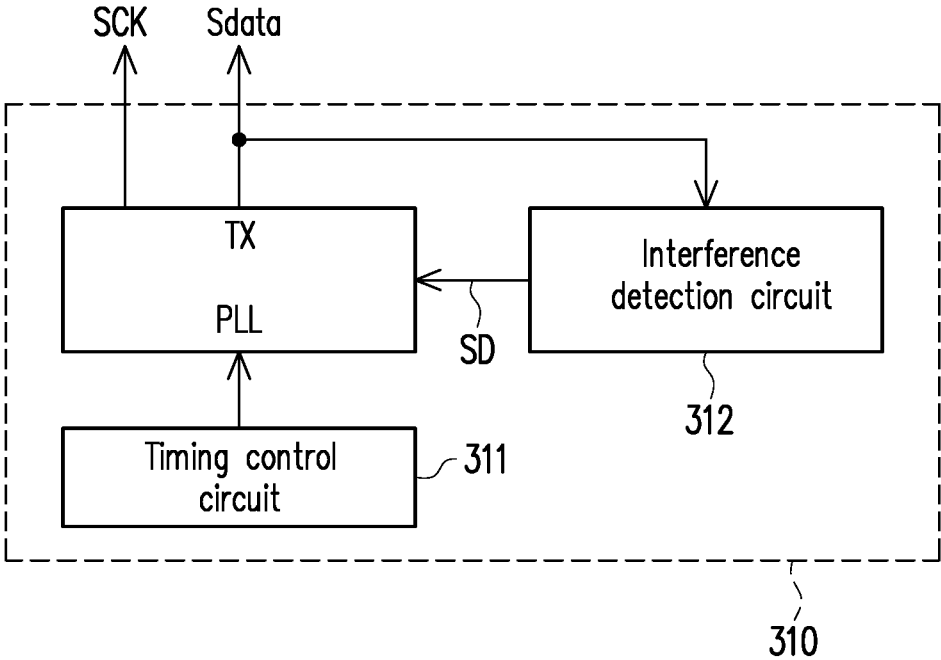 SCK
Sdata
TX
PLL
Interference
detection circuit
SD
312
Timing control
circuit
311
310